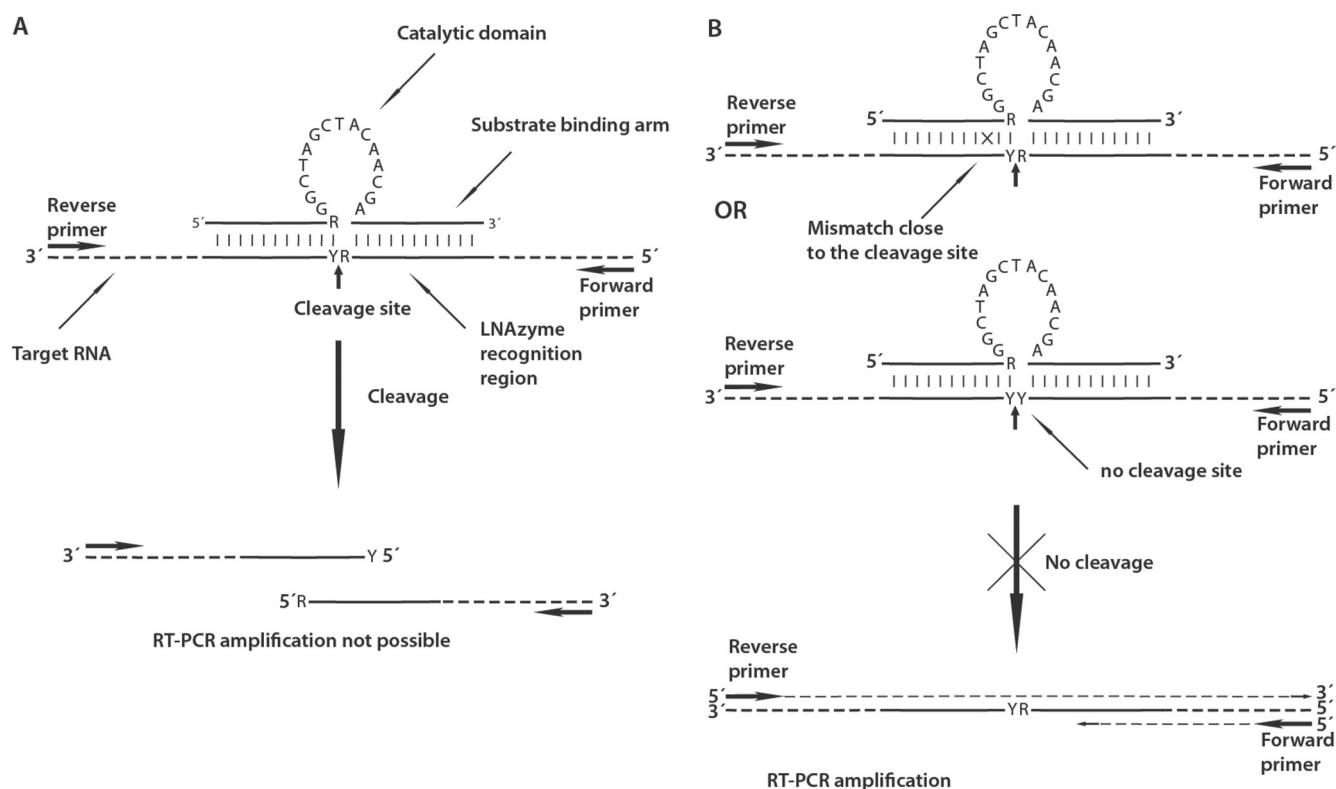 A
Catalytic domain
GGCTAGCTACAACGA
Substrate binding arm
Reverse
primer
5´
R
3´
3´
YR
5´
Forward
primer
Cleavage site
Target RNA
LNAzyme
recognition
region
Cleavage
3´
Y 5´
5´R
3´
RT-PCR amplification not possible
B
GGCTAGCTACAACGA
Reverse
primer
5´
R
3´
X
3´
YR
5´
Forward
primer
OR
Mismatch close
to the cleavage site
GGCTAGCTACAACGA
Reverse
primer
5´
R
3´
3´
YY
5´
Forward
primer
no cleavage site
No cleavage
Reverse
primer
5´
3´
3´
YR
5´
5´
Forward
primer
RT-PCR amplification